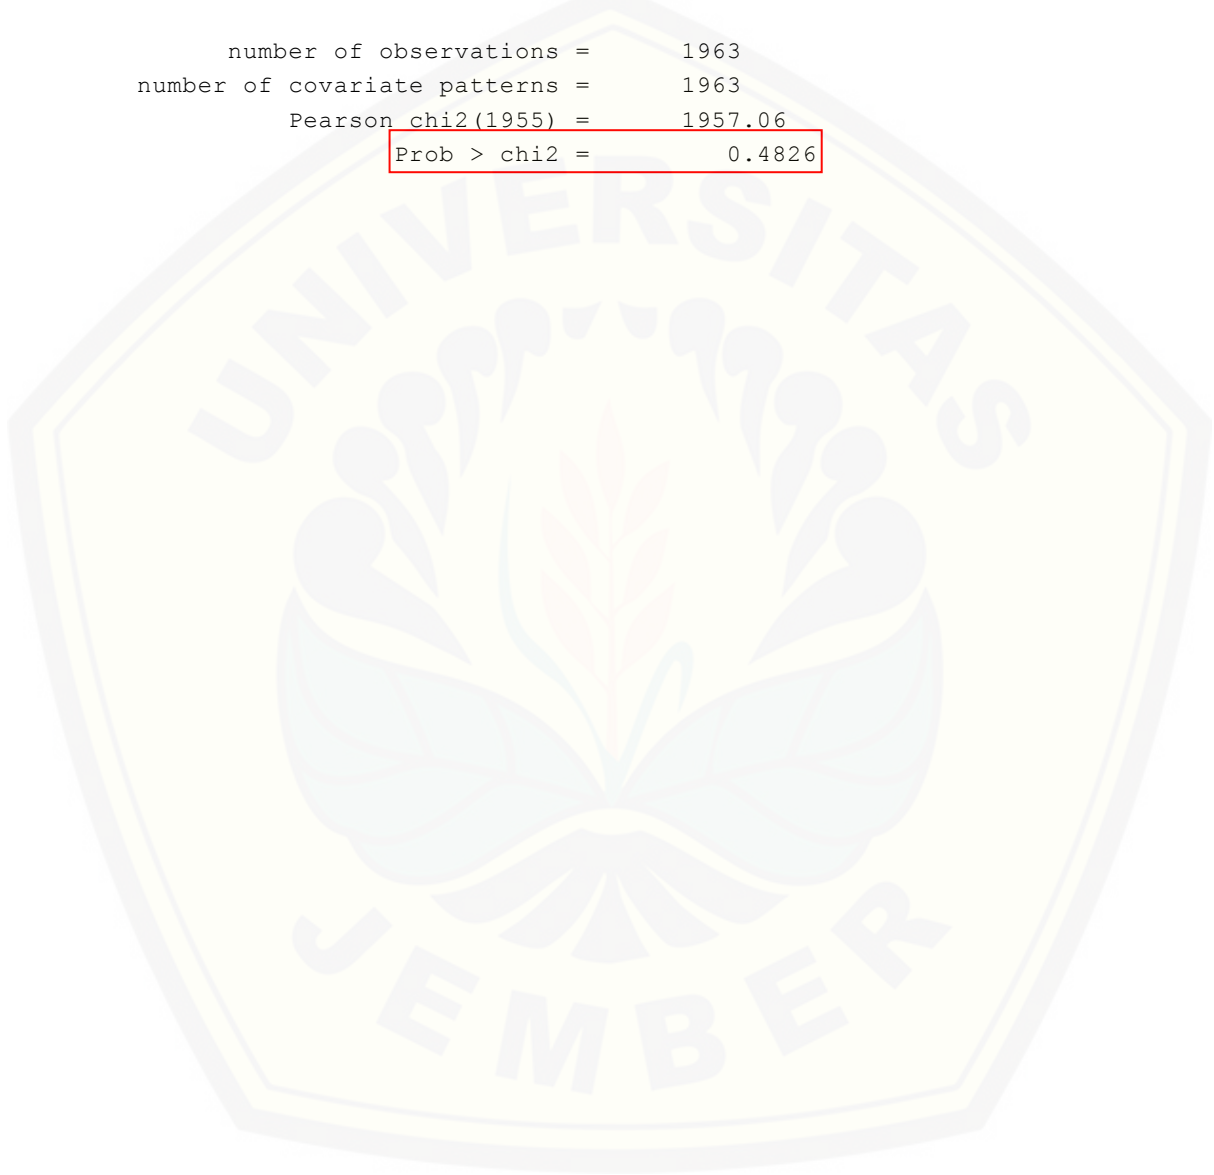 number of observations = 1963
number of covariate patterns = 1963
Pearson chi2(1955) = 1957.06
Prob > chi2 = 0.4826
UNIVERSITAS
JEMBER